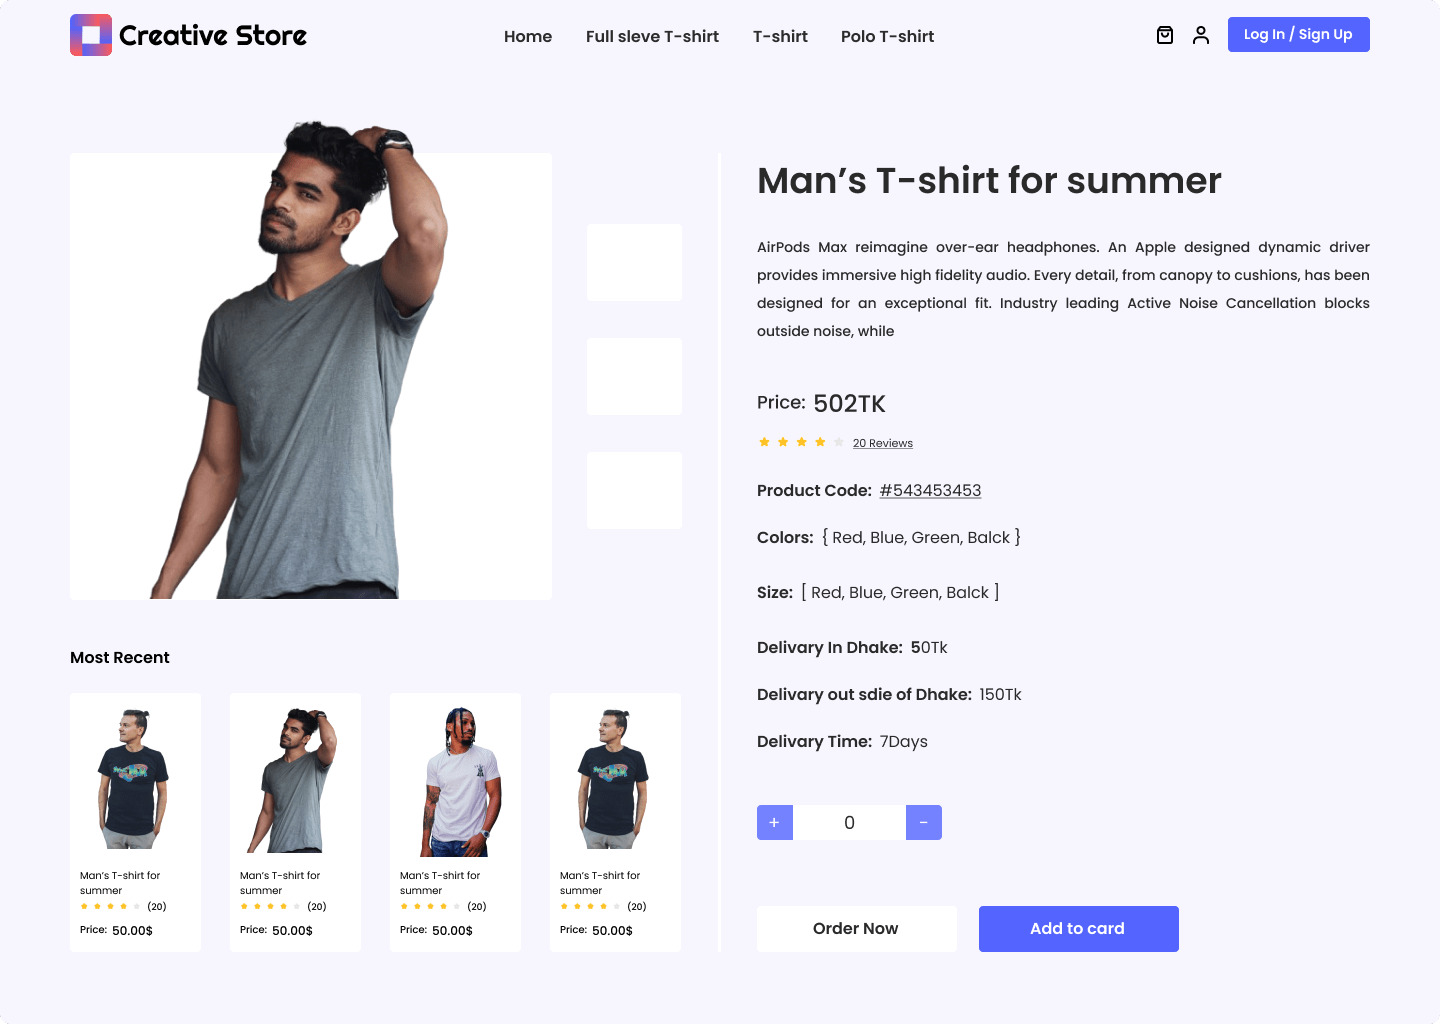 Creative Store
Home
Full sleve T-shirt
T-shirt
Polo T-shirt
Log In / Sign Up
Man’s T-shirt for summer
AirPods Max reimagine over-ear headphones. An Apple designed dynamic driver
provides immersive high fidelity audio. Every detail, from canopy to cushions, has been
designed for an exceptional fit. Industry leading Active Noise Cancellation blocks
outside noise, while
Price: 502TK
20 Reviews
Product Code: #543453453
Colors: { Red, Blue, Green, Balck }
Size: [ Red, Blue, Green, Balck ]
Delivary In Dhake: 50Tk
Delivary out sdie of Dhake: 150Tk
Delivary Time: 7Days
+ 0 -
Order Now
Add to card
Most Recent
Man’s T-shirt for
summer
(20)
Price: 50.00$
Man’s T-shirt for
summer
(20)
Price: 50.00$
Man’s T-shirt for
summer
(20)
Price: 50.00$
Man’s T-shirt for
summer
(20)
Price: 50.00$